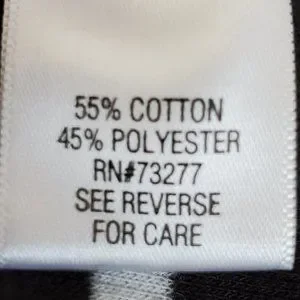 55% COTTON
45% POLYESTER
RN#73277
SEE REVERSE
FOR CARE